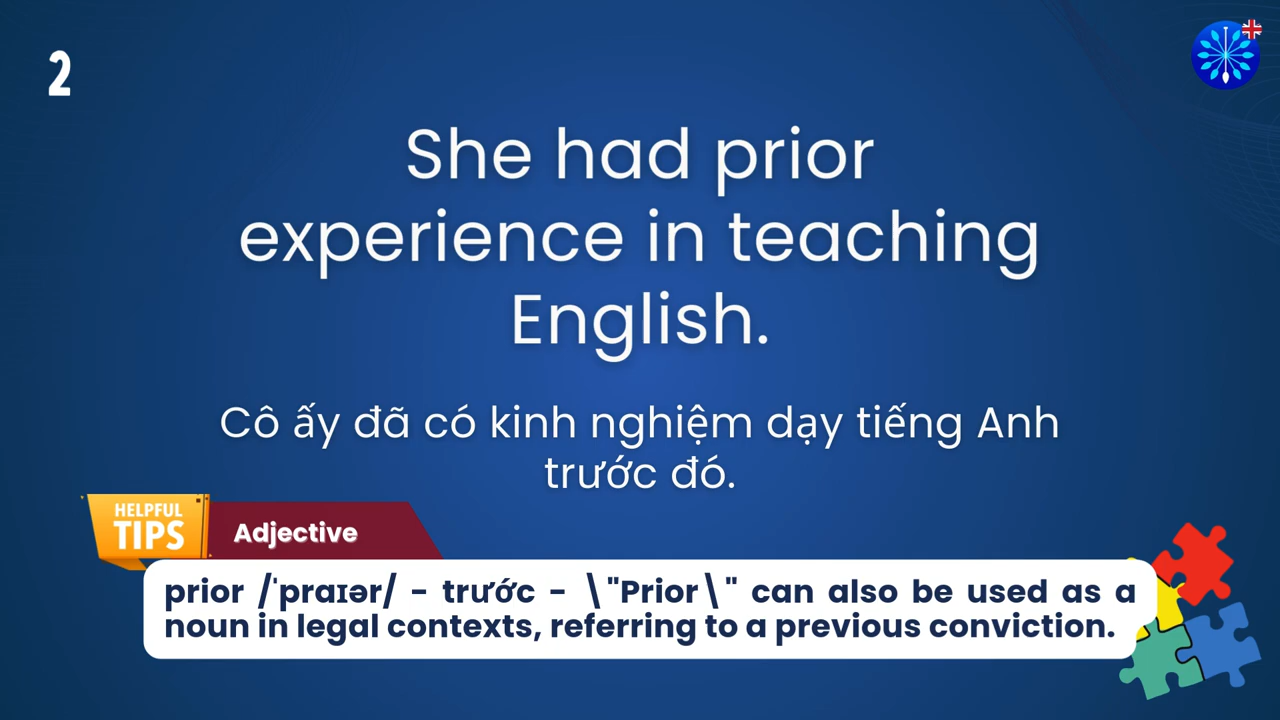 2
She had prior
experience in teaching
English.
Cô ấy đã có kinh nghiệm dạy tiếng Anh
trước đó.
HELPFUL
TIPS
Adjective
prior /ˈpraɪər/ - trước - \"Prior\" can also be used as a
noun in legal contexts, referring to a previous conviction.